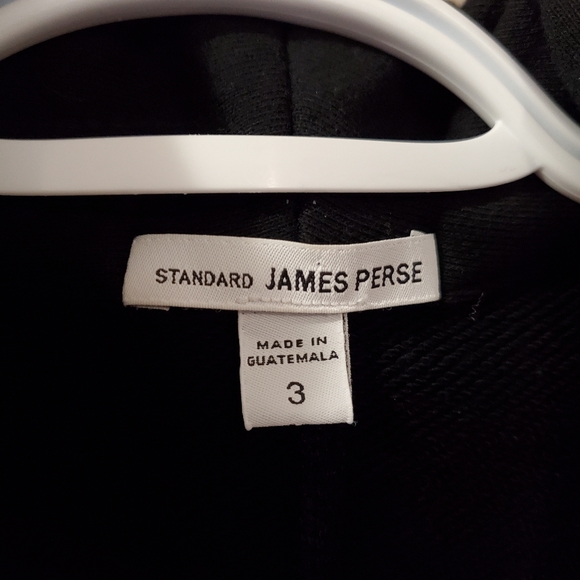 STANDARD JAMES PERSE
MADE IN
GUATEMALA
3